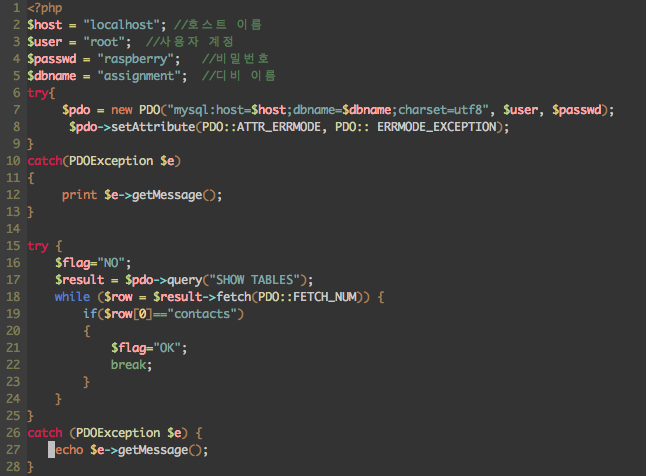 1 <?php
2 $host = "localhost"; //호스트 이름
3 $user = "root";  //사용자 계정
4 $passwd = "raspberry";   //비밀번호
5 $dbname = "assignment";  //디비 이름
6 try{
7      $pdo = new PDO("mysql:host=$host;dbname=$dbname;charset=utf8", $user, $passwd);
8       $pdo->setAttribute(PDO::ATTR_ERRMODE, PDO:: ERRMODE_EXCEPTION);
9 }
10 catch(PDOException $e)
11 {
12      print $e->getMessage();
13 }
14
15 try {
16     $flag="NO";
17     $result = $pdo->query("SHOW TABLES");
18     while ($row = $result->fetch(PDO::FETCH_NUM)) {
19         if($row[0]=="contacts")
20         {
21             $flag="OK";
22             break;
23         }
24     }
25 }
26 catch (PDOException $e) {
27     echo $e->getMessage();
28 }